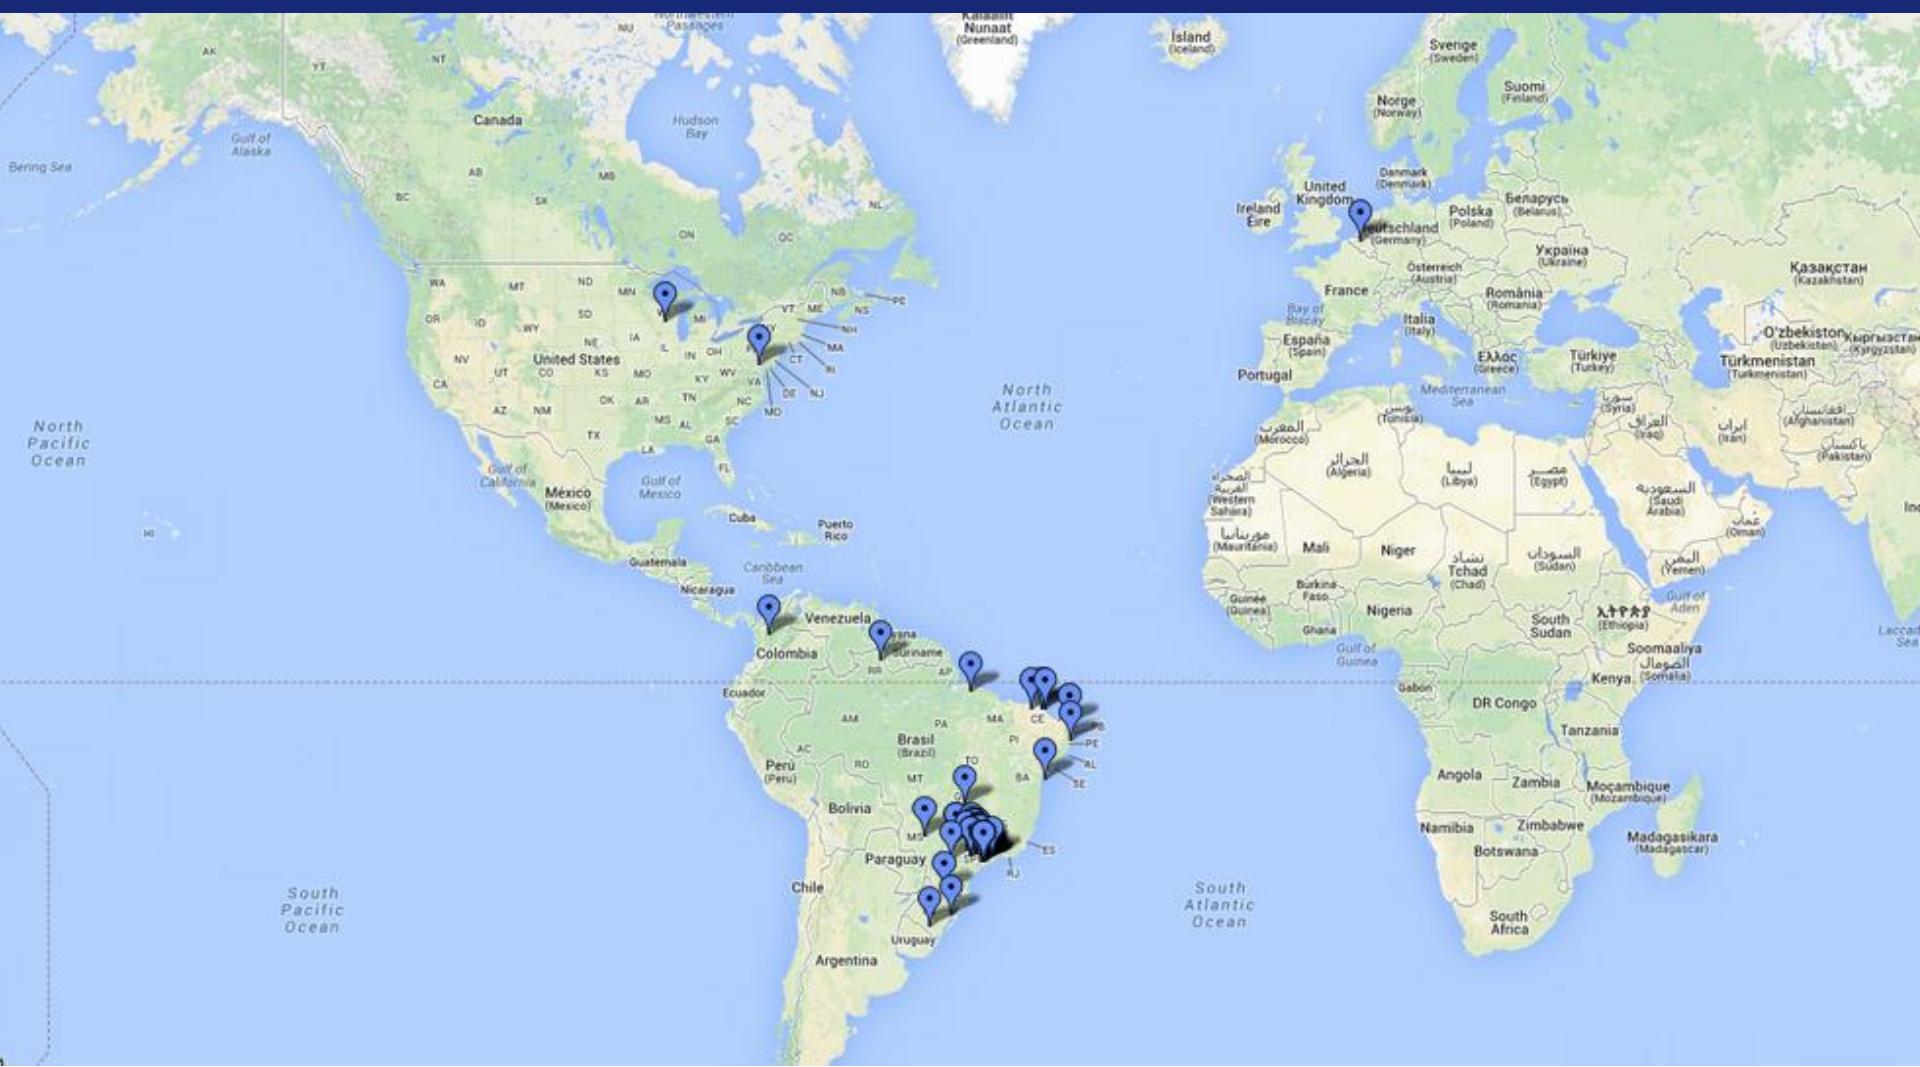 Kalaallit
Nunaat
(Greenland)
Northwestern
Passages
NU
AK
YT
NT
Ísland
(Iceland)
Sverige
(Sweden)
Suomi
(Finland)
Norge
(Norway)
Canada
Hudson
Bay
Gulf of
Alaska
Bering Sea
AB
SK
MB
BC
NL
ON
QC
Danmark
(Denmark)
United
Kingdom
Ireland
Éire
Polska
(Poland)
Беларусь
(Belarus)
(Germany)
Україна
(Ukraine)
Österreich
(Austria)
France
România
(Romania)
Қазақстан
(Kazakhstan)
WA
MT
ND
MN
NB
PE
VT
ME
NS
OR
ID
WY
SD
MI
NH
NE
IA
IL
IN
OH
MA
CT
RI
NV
UT
United States
CO
KS
MO
KY
WV
VA
DE
NJ
MD
CA
AZ
NM
OK
AR
TN
NC
SC
MS
AL
GA
TX
LA
FL
Bay of
Biscay
Italia
(Italy)
España
(Spain)
Portugal
Ελλάς
(Greece)
Türkiye
(Turkey)
O'zbekiston
(Uzbekistan)
Кыргызстан
(Kyrgyzstan)
Türkmenistan
(Turkmenistan)
Mediterranean
Sea
North
Atlantic
Ocean
North
Pacific
Ocean
تونس
(Tunisia)
سوريا
(Syria)
العراق
(Iraq)
ایران
(Iran)
افغانستان
(Afghanistan)
پاکستان
(Pakistan)
المغرب
(Morocco)
الجزائر
(Algeria)
ليبيا
(Libya)
مصر
(Egypt)
السعودية
(Saudi
Arabia)
عُمان
(Oman)
الصحراء
الغربية
(Western
Sahara)
Gulf of
California
México
(Mexico)
Gulf of
Mexico
Cuba
Puerto
Rico
HI
Guatemala
Caribbean
Sea
Nicaragua
موريتانيا
(Mauritania)
Mali
Niger
تشاد
Tchad
(Chad)
السودان
(Sudan)
اليمن
(Yemen)
Gulf of
Aden
Burkina
Faso
Guinée
(Guinea)
Nigeria
Ghana
South
Sudan
ኢትዮጵያ
(Ethiopia)
Gulf of
Guinea
Soomaaliya
الصومال
(Somalia)
Venezuela
Suriname
Colombia
Ecuador
RR
AP
Gabon
Kenya
DR Congo
Tanzania
AM
PA
MA
CE
PI
PB
PE
AL
SE
Brasil
(Brazil)
AC
RO
TO
MT
BA
Perú
(Peru)
Bolivia
MS
SP
ES
RJ
Paraguay
Chile
Uruguay
Argentina
Angola
Zambia
Moçambique
(Mozambique)
Namibia
Zimbabwe
Botswana
Madagasikara
(Madagascar)
South
Africa
South
Pacific
Ocean
South
Atlantic
Ocean